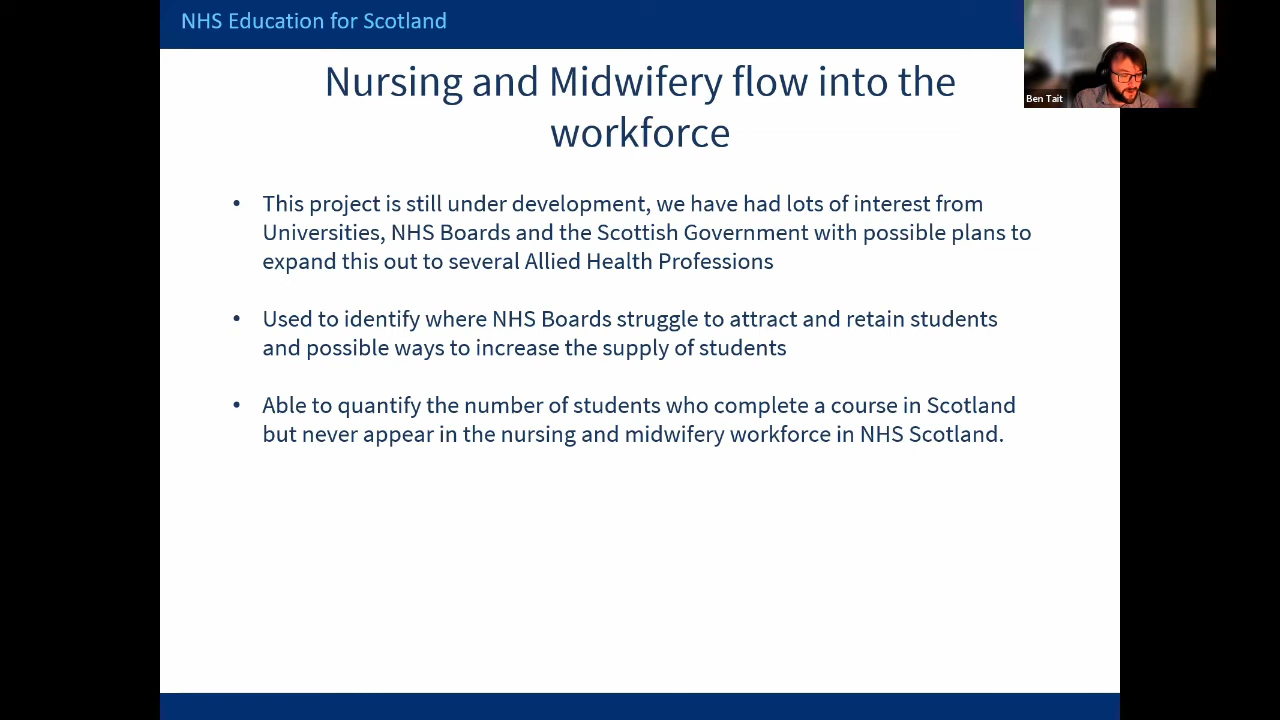 NHS Education for Scotland
Nursing and Midwifery flow into the
workforce
Ben Tait
• This project is still under development, we have had lots of interest from
Universities, NHS Boards and the Scottish Government with possible plans to
expand this out to several Allied Health Professions
• Used to identify where NHS Boards struggle to attract and retain students
and possible ways to increase the supply of students
• Able to quantify the number of students who complete a course in Scotland
but never appear in the nursing and midwifery workforce in NHS Scotland.